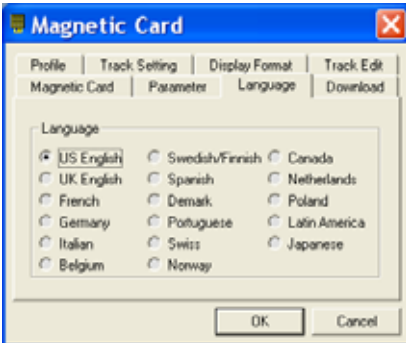 Magnetic Card
Profile Track Setting Display Format Track Edit
Magnetic Card Parameter Language Download
Language
US English Swedish/Finnish Canada
UK English Spanish Netherlands
French Demark Poland
Germany Portuguese Latin America
Italian Swiss Japanese
Belgium Norway
OK Cancel